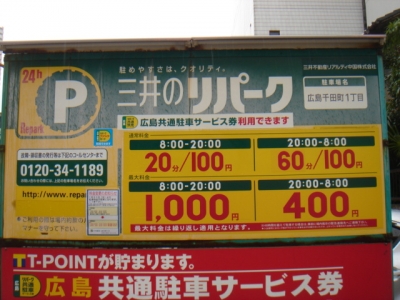 24h
P
Repark
駐めやすさは、クオリティ。
三井のリパーク
三井不動産リアルティ中国株式会社
駐車場名
広島千田町1丁目
広島共通駐車サービス券利用できます
0120-34-1189
http://www.repa
通常料金
8:00-20:00
20分/100円
20:00-8:00
60分/100円
最大料金
8:00-20:00
1,000円
20:00-8:00
400円
最大料金は繰り返し適用となります。
T T-POINTが貯まります。
広島 共通駐車サービス券